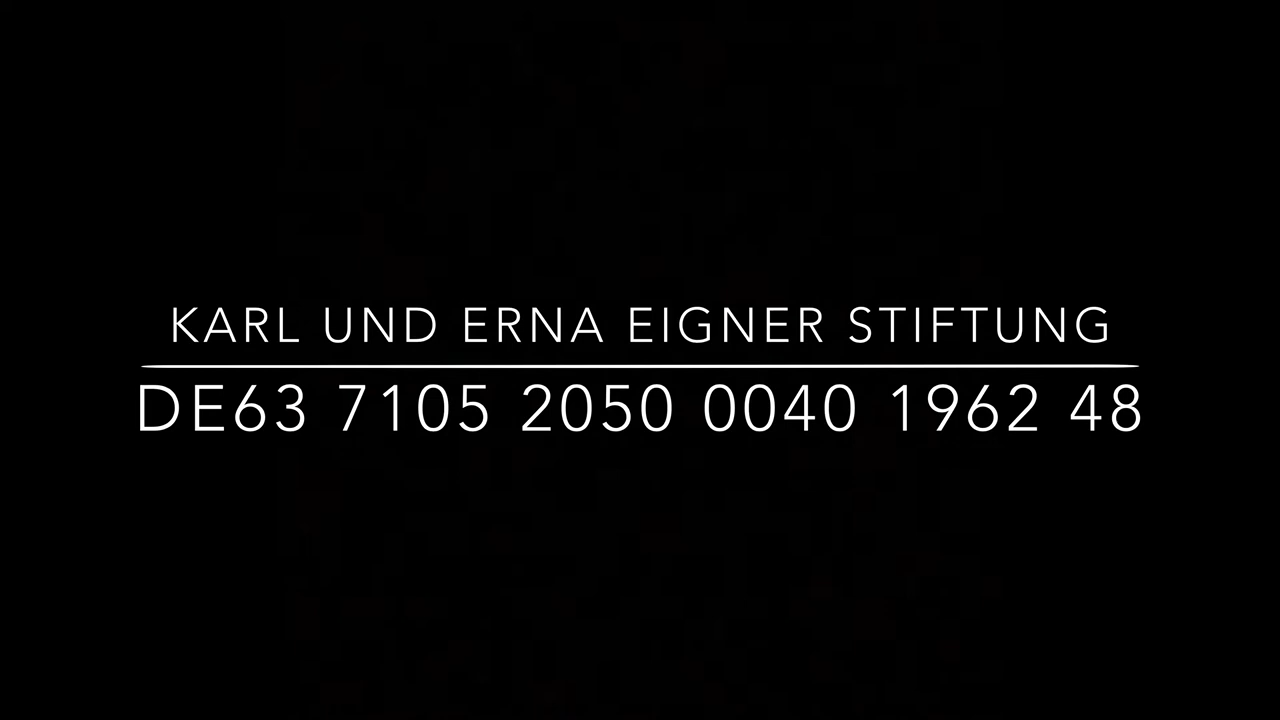 KARL UND ERNA EIGNER STIFTUNG
DE63 7105 2050 0040 1962 48